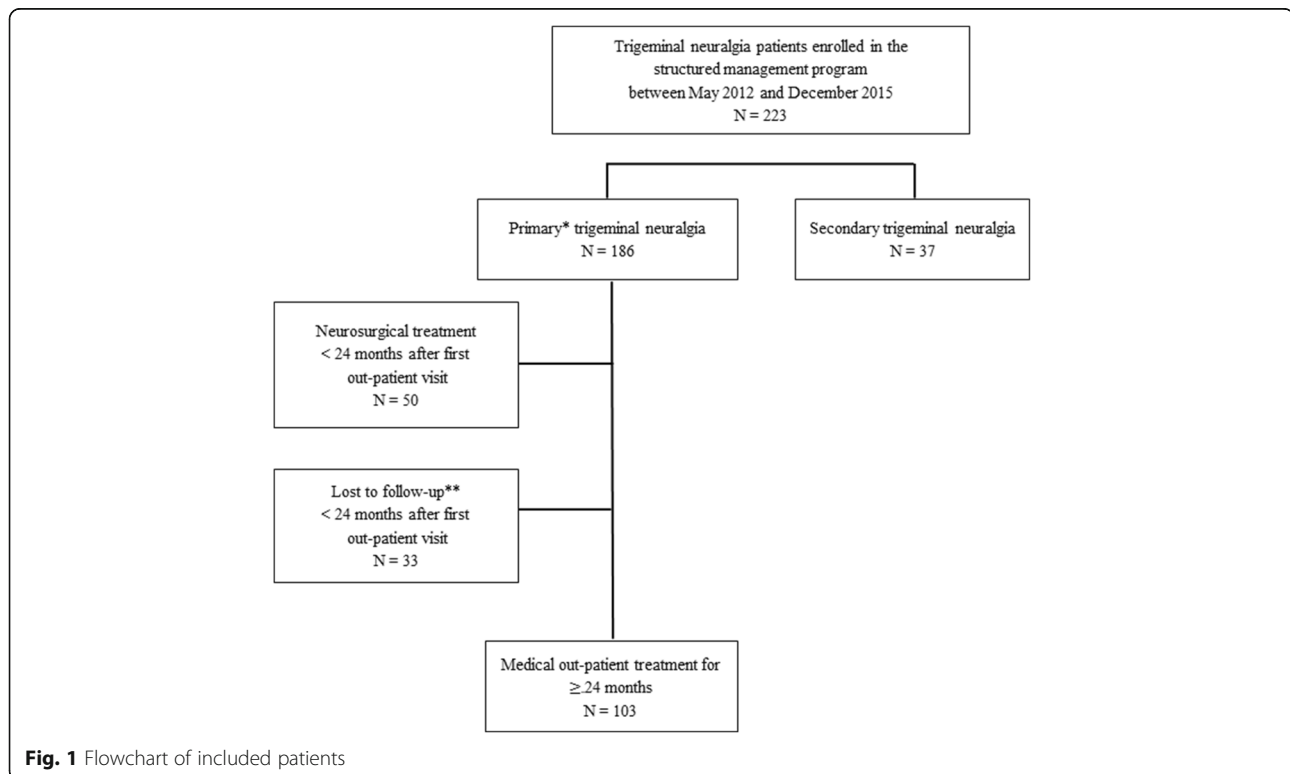 Trigeminal neuralgia patients enrolled in the
structured management program
between May 2012 and December 2015
N = 223
Primary* trigeminal neuralgia
N = 186
Secondary trigeminal neuralgia
N = 37
Neurosurgical treatment
< 24 months after first
out-patient visit
N = 50
Lost to follow-up**
< 24 months after first
out-patient visit
N = 33
Medical out-patient treatment for
≥.24 months
N = 103
Fig. 1 Flowchart of included patients